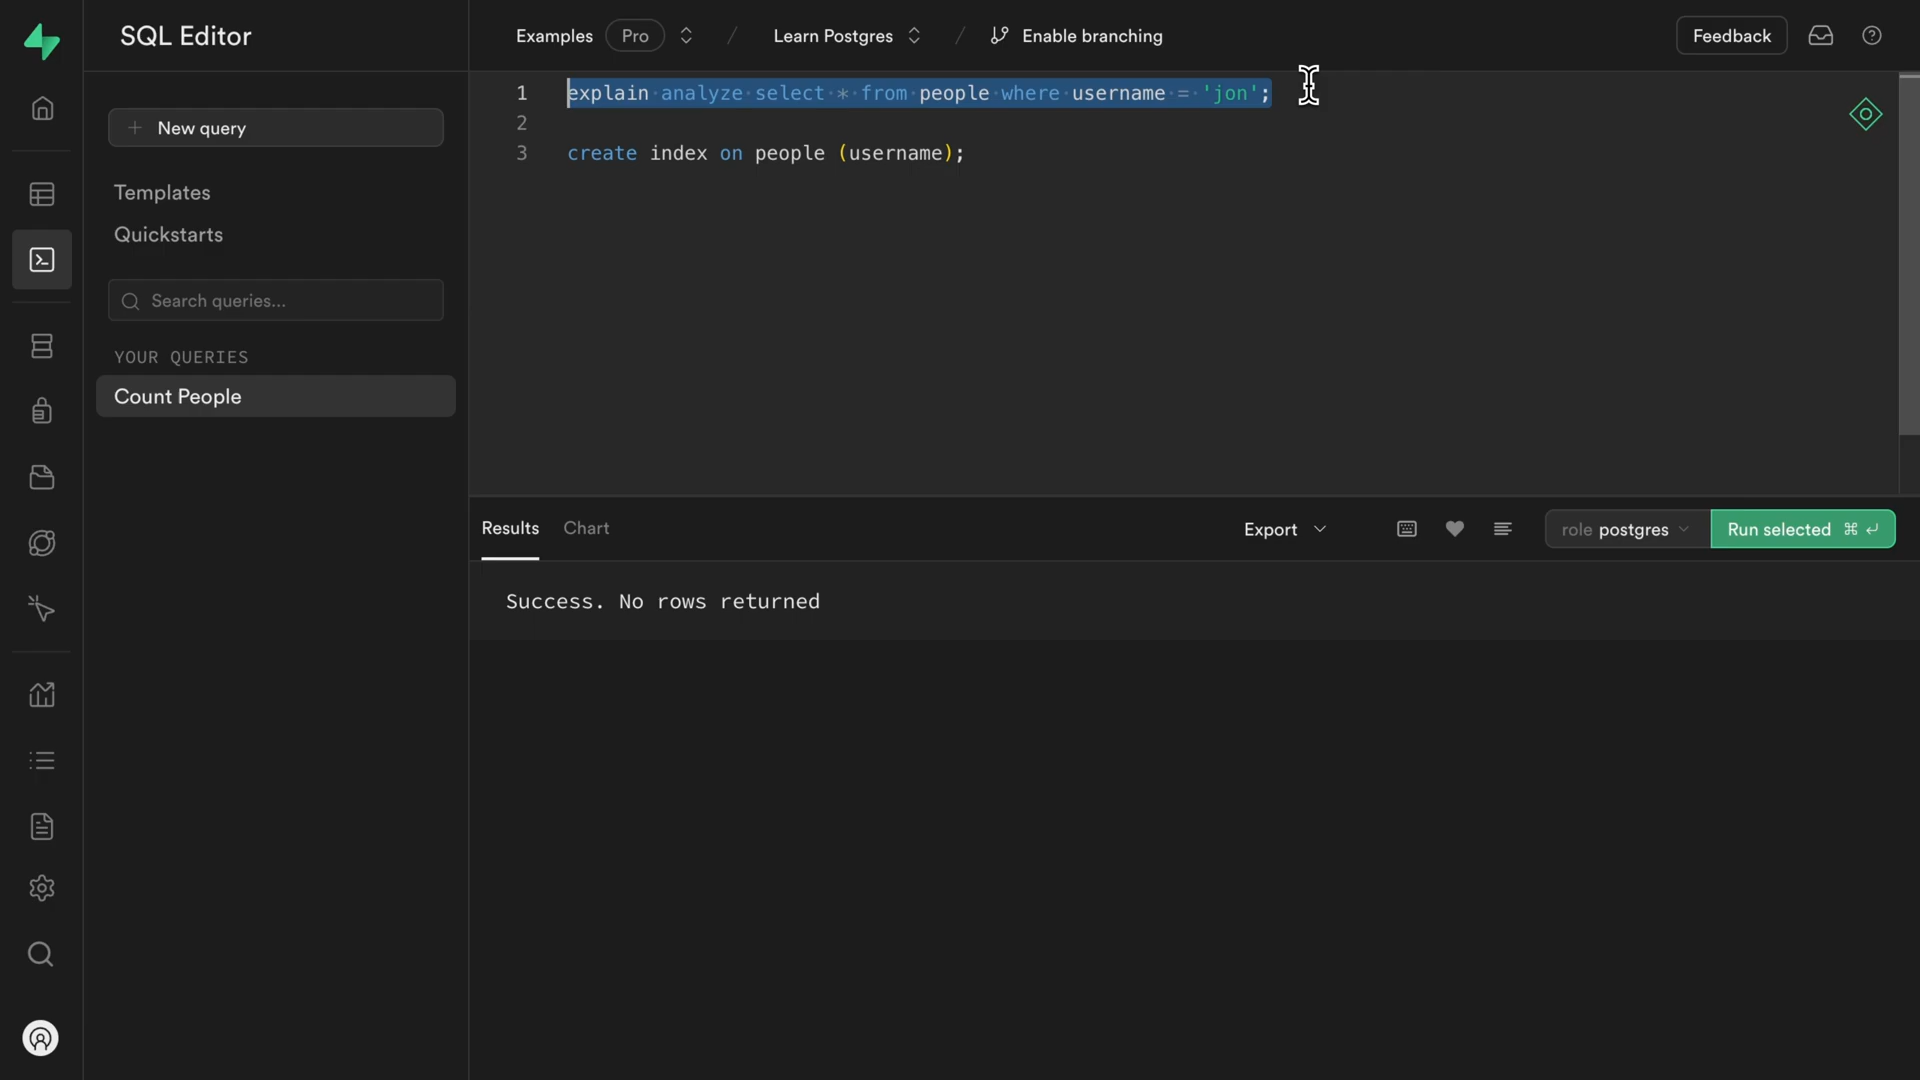 SQL Editor
Examples Pro / Learn Postgres / Enable branching
Feedback
New query
Templates
Quickstarts
Search queries...
YOUR QUERIES
Count People
1 explain analyze select * from people where username = 'jon';
2
3 create index on people (username);
Results Chart
Export
role postgres
Run selected ⌘ ↵
Success. No rows returned